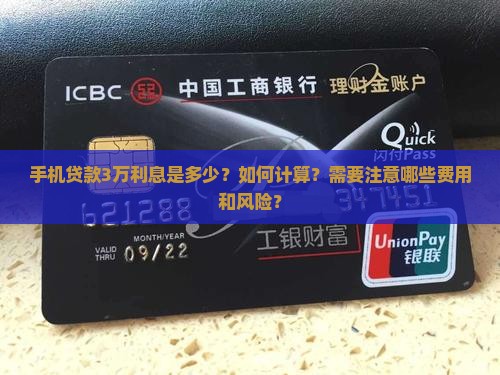 ICBC 中国工商银行 理财金账户
Quick
闪付Pass
手机贷款3万利息是多少？如何计算？需要注意哪些费用
和风险？
621288
347451
MONTH/YEAR
VALID
THRU 09/22
工银财富
UnionPay
银联